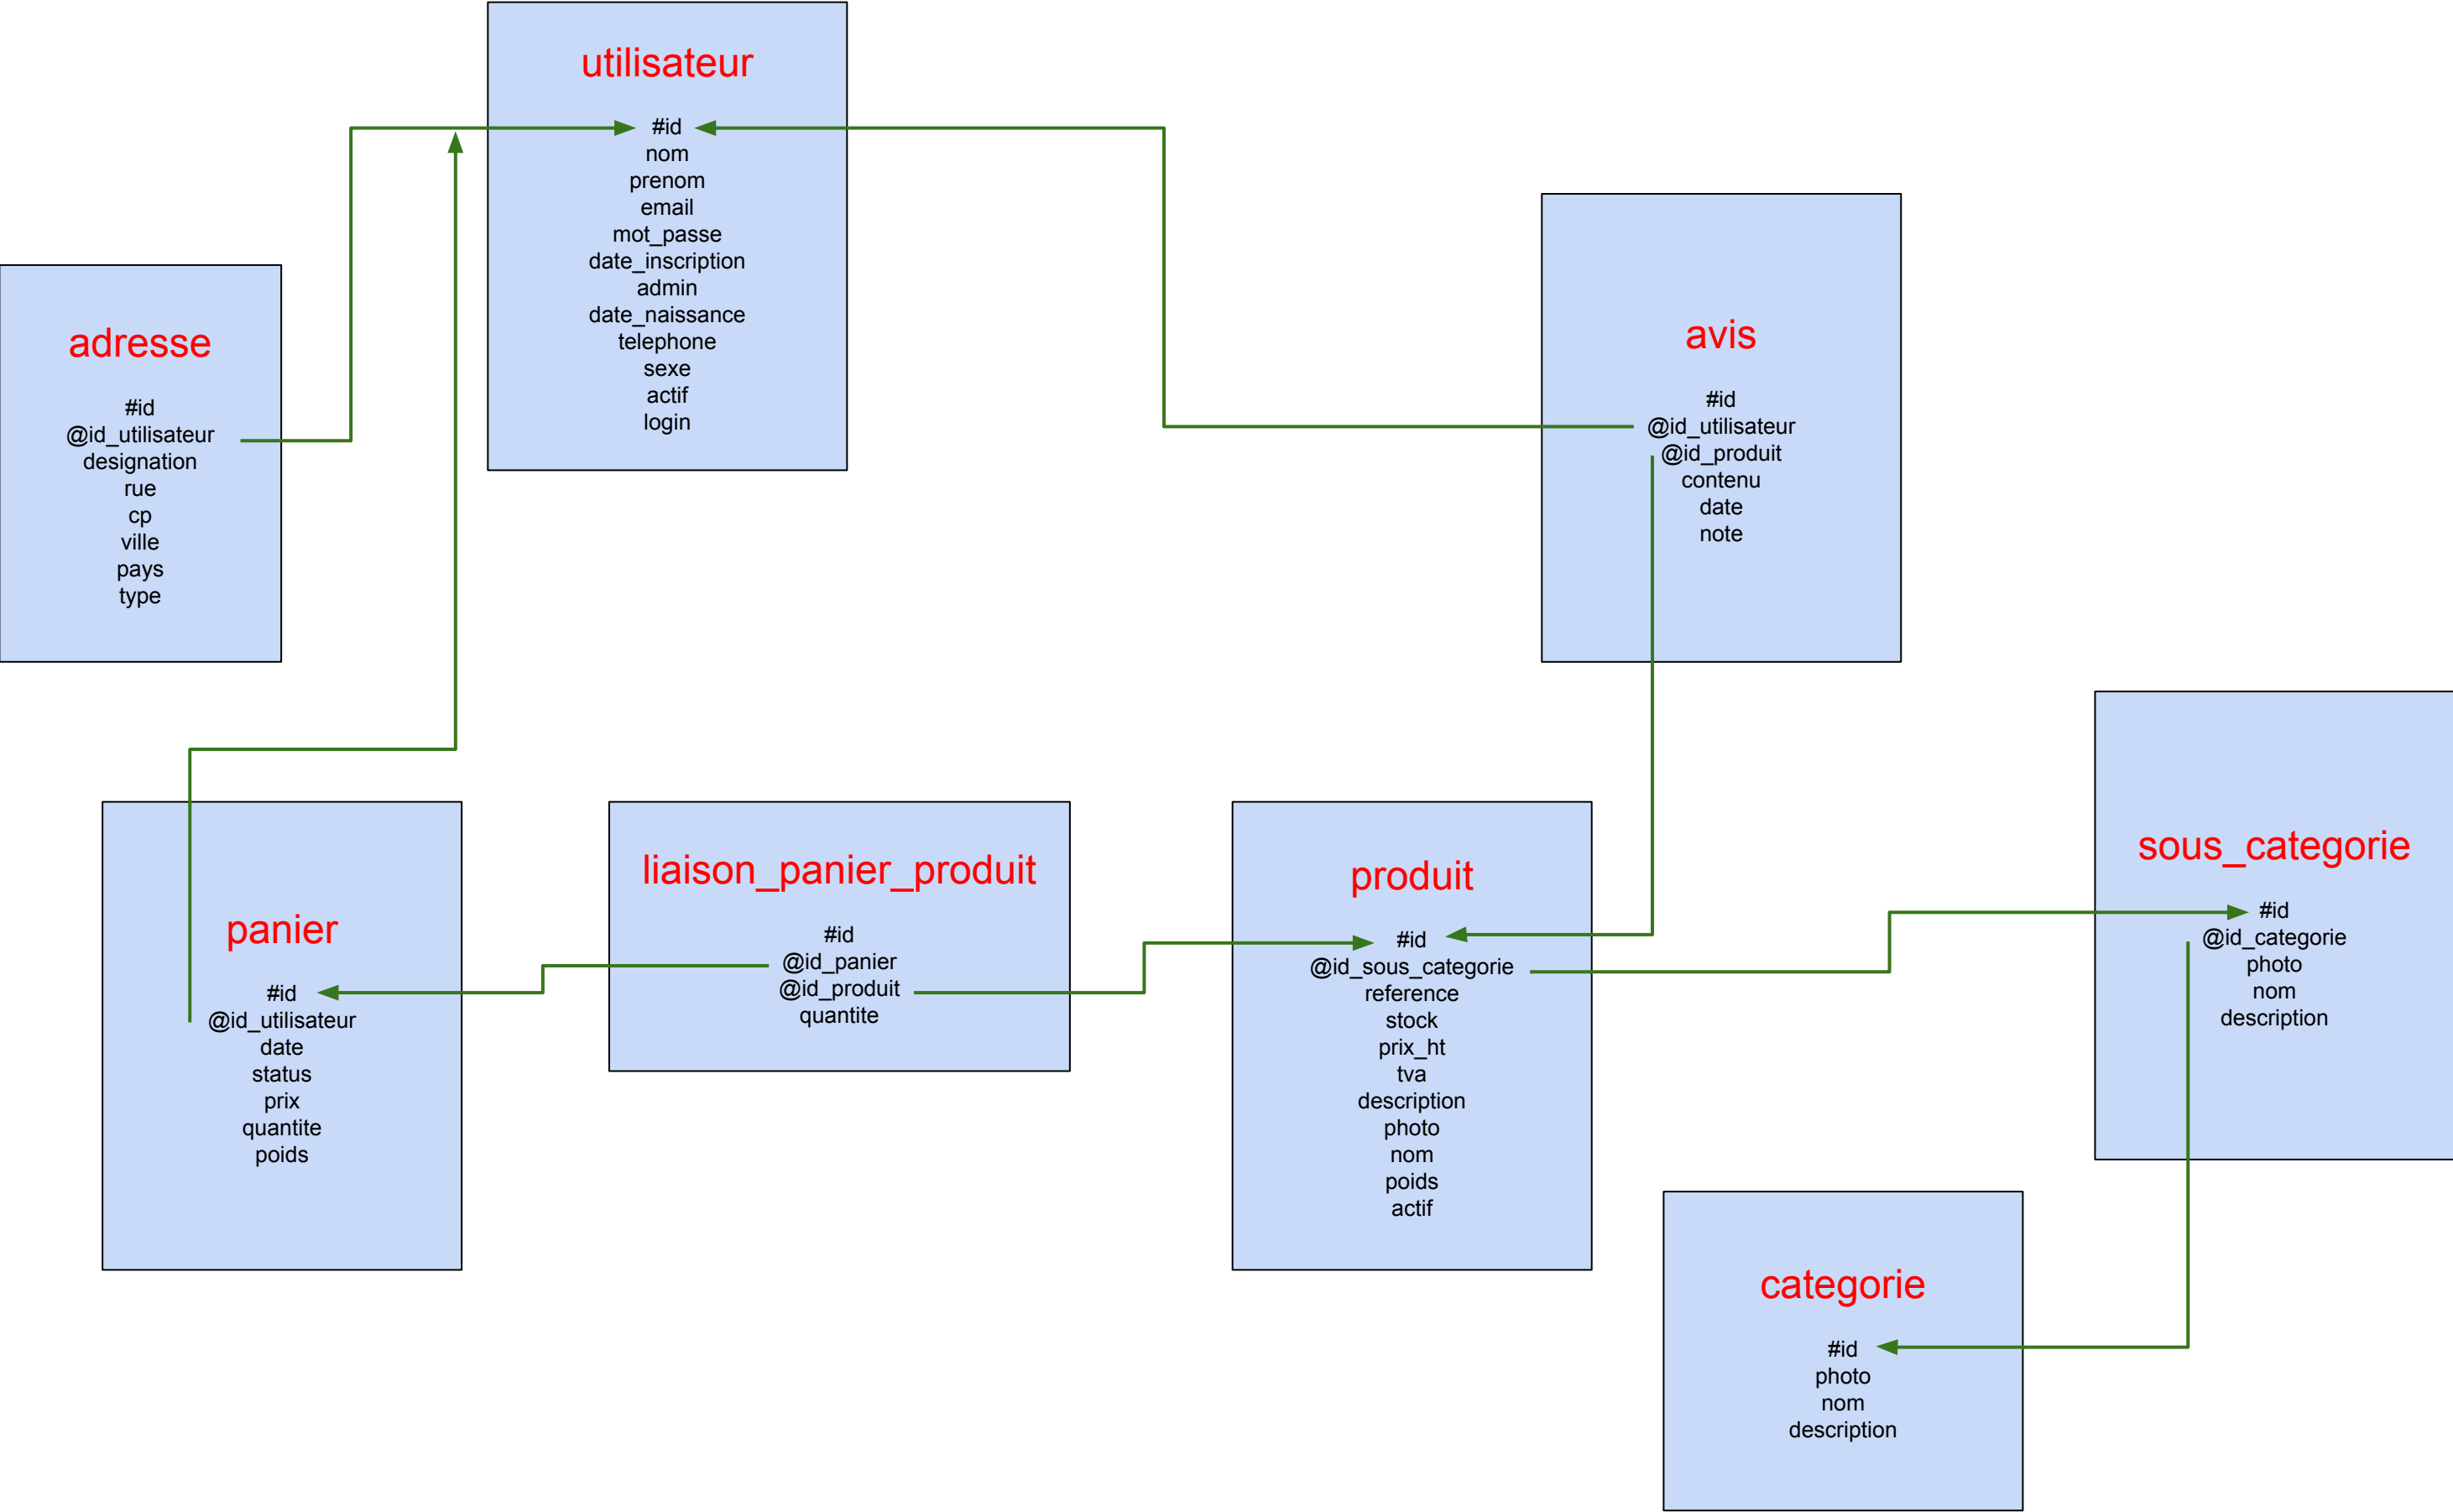 utilisateur
#id
nom
prenom
email
mot_passe
date_inscription
admin
date_naissance
telephone
sexe
actif
login
adresse
#id
@id_utilisateur
designation
rue
cp
ville
pays
type
avis
#id
@id_utilisateur
@id_produit
contenu
date
note
panier
#id
@id_utilisateur
date
status
prix
quantite
poids
liaison_panier_produit
#id
@id_panier
@id_produit
quantite
produit
#id
@id_sous_categorie
reference
stock
prix_ht
tva
description
photo
nom
poids
actif
sous_categorie
#id
@id_categorie
photo
nom
description
categorie
#id
photo
nom
description